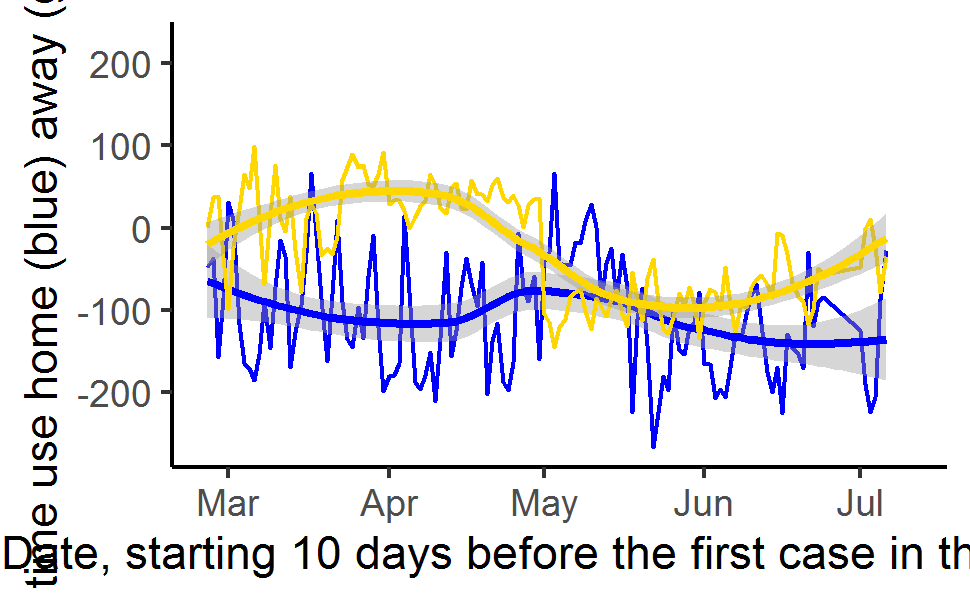 time use home (blue) away (
200
100
0
-100
-200
Mar Apr May Jun Jul
Date, starting 10 days before the first case in th